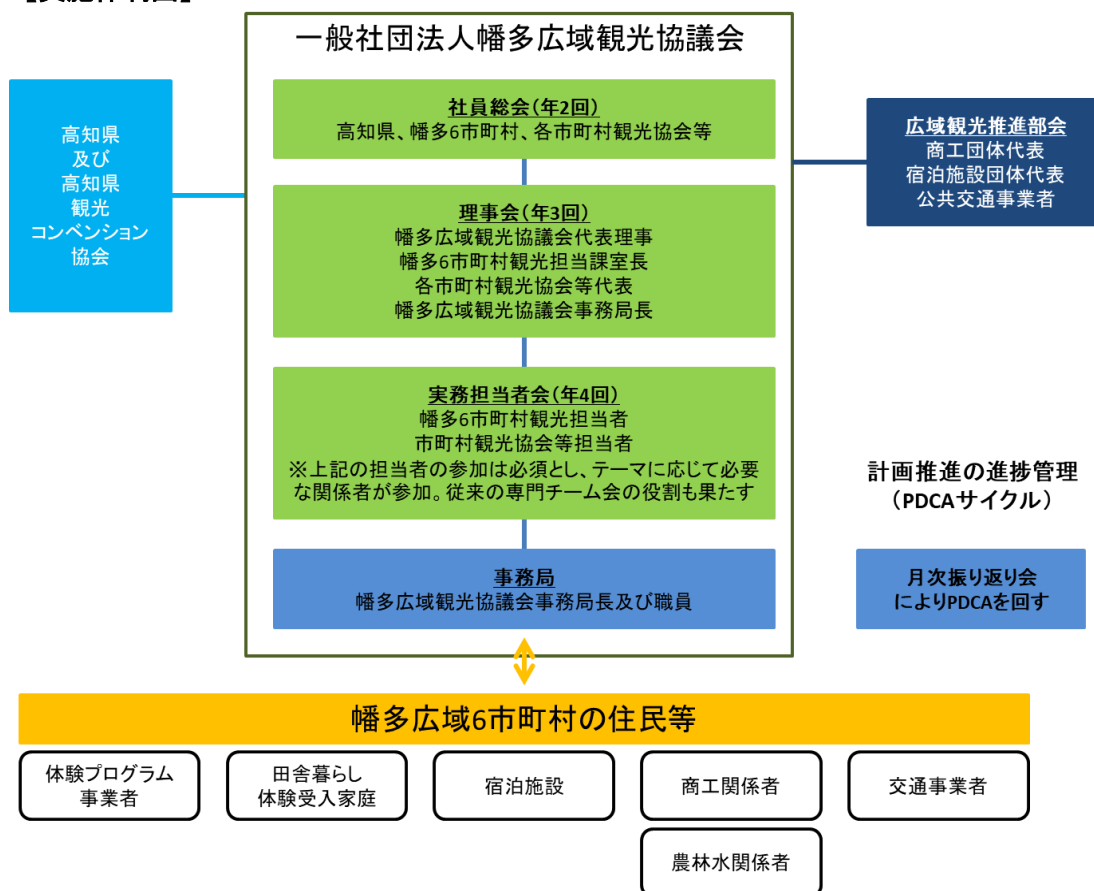 一般社団法人幡多広域観光協議会
高知県
及び
高知県
観光
コンベンション
協会
社員総会(年2回)
高知県、幡多6市町村、各市町村観光協会等
広域観光推進部会
商工団体代表
宿泊施設団体代表
公共交通事業者
理事会(年3回)
幡多広域観光協議会代表理事
幡多6市町村観光担当課室長
各市町村観光協会等代表
幡多広域観光協議会事務局長
実務担当者会(年4回)
幡多6市町村観光担当者
市町村観光協会等担当者
※上記の担当者の参加は必須とし、テーマに応じて必要
な関係者が参加。従来の専門チーム会の役割も果たす
計画推進の進捗管理
(PDCAサイクル)
事務局
幡多広域観光協議会事務局長及び職員
月次振り返り会
によりPDCAを回す
幡多広域6市町村の住民等
体験プログラム
事業者
田舎暮らし
体験受入家庭
宿泊施設
商工関係者
交通事業者
農林水関係者